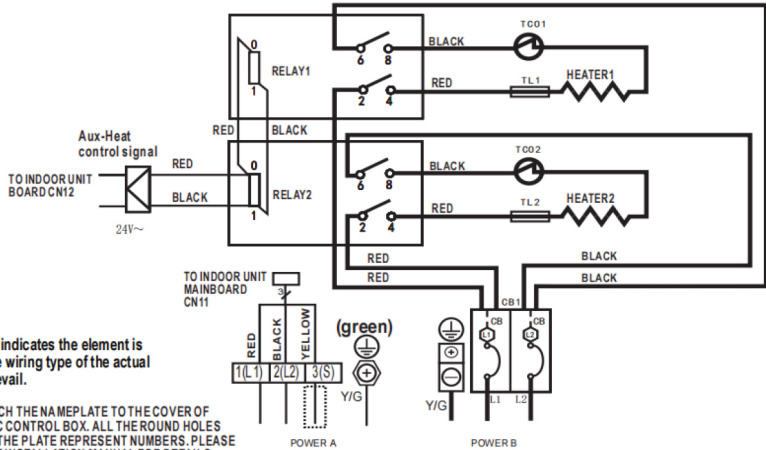 TCO1
0
6 8
BLACK
RELAY1
RED
TL1
HEATER1
1
2 4
RED
BLACK
Aux-Heat
control signal
TCO2
0
BLACK
RED
6 8
TO INDOOR UNIT
BOARD CN12
RELAY2
BLACK
RED
TL2
HEATER2
1
2 4
24V~
RED
BLACK
TO INDOOR UNIT
MAINBOARD
CN11
RED
BLACK
3
CB1
CB
CB
L1
L2
(green)
RED
BLACK
YELLOW
1(L1) 2(L2) 3(S)
Y/G
Y/G
L1 L2
POWER A
POWER B
indicates the element is
wiring type of the actual
evail.
CH THE NAMEPLATE TO THE COVER OF
C CONTROL BOX. ALL THE ROUND HOLES
THE PLATE REPRESENT NUMBERS. PLEASE